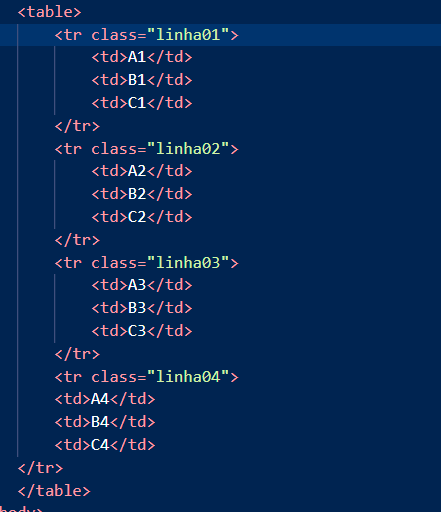 <table>
<tr class="linha01">
<td>A1</td>
<td>B1</td>
<td>C1</td>
</tr>
<tr class="linha02">
<td>A2</td>
<td>B2</td>
<td>C2</td>
</tr>
<tr class="linha03">
<td>A3</td>
<td>B3</td>
<td>C3</td>
</tr>
<tr class="linha04">
<td>A4</td>
<td>B4</td>
<td>C4</td>
</tr>
</table>